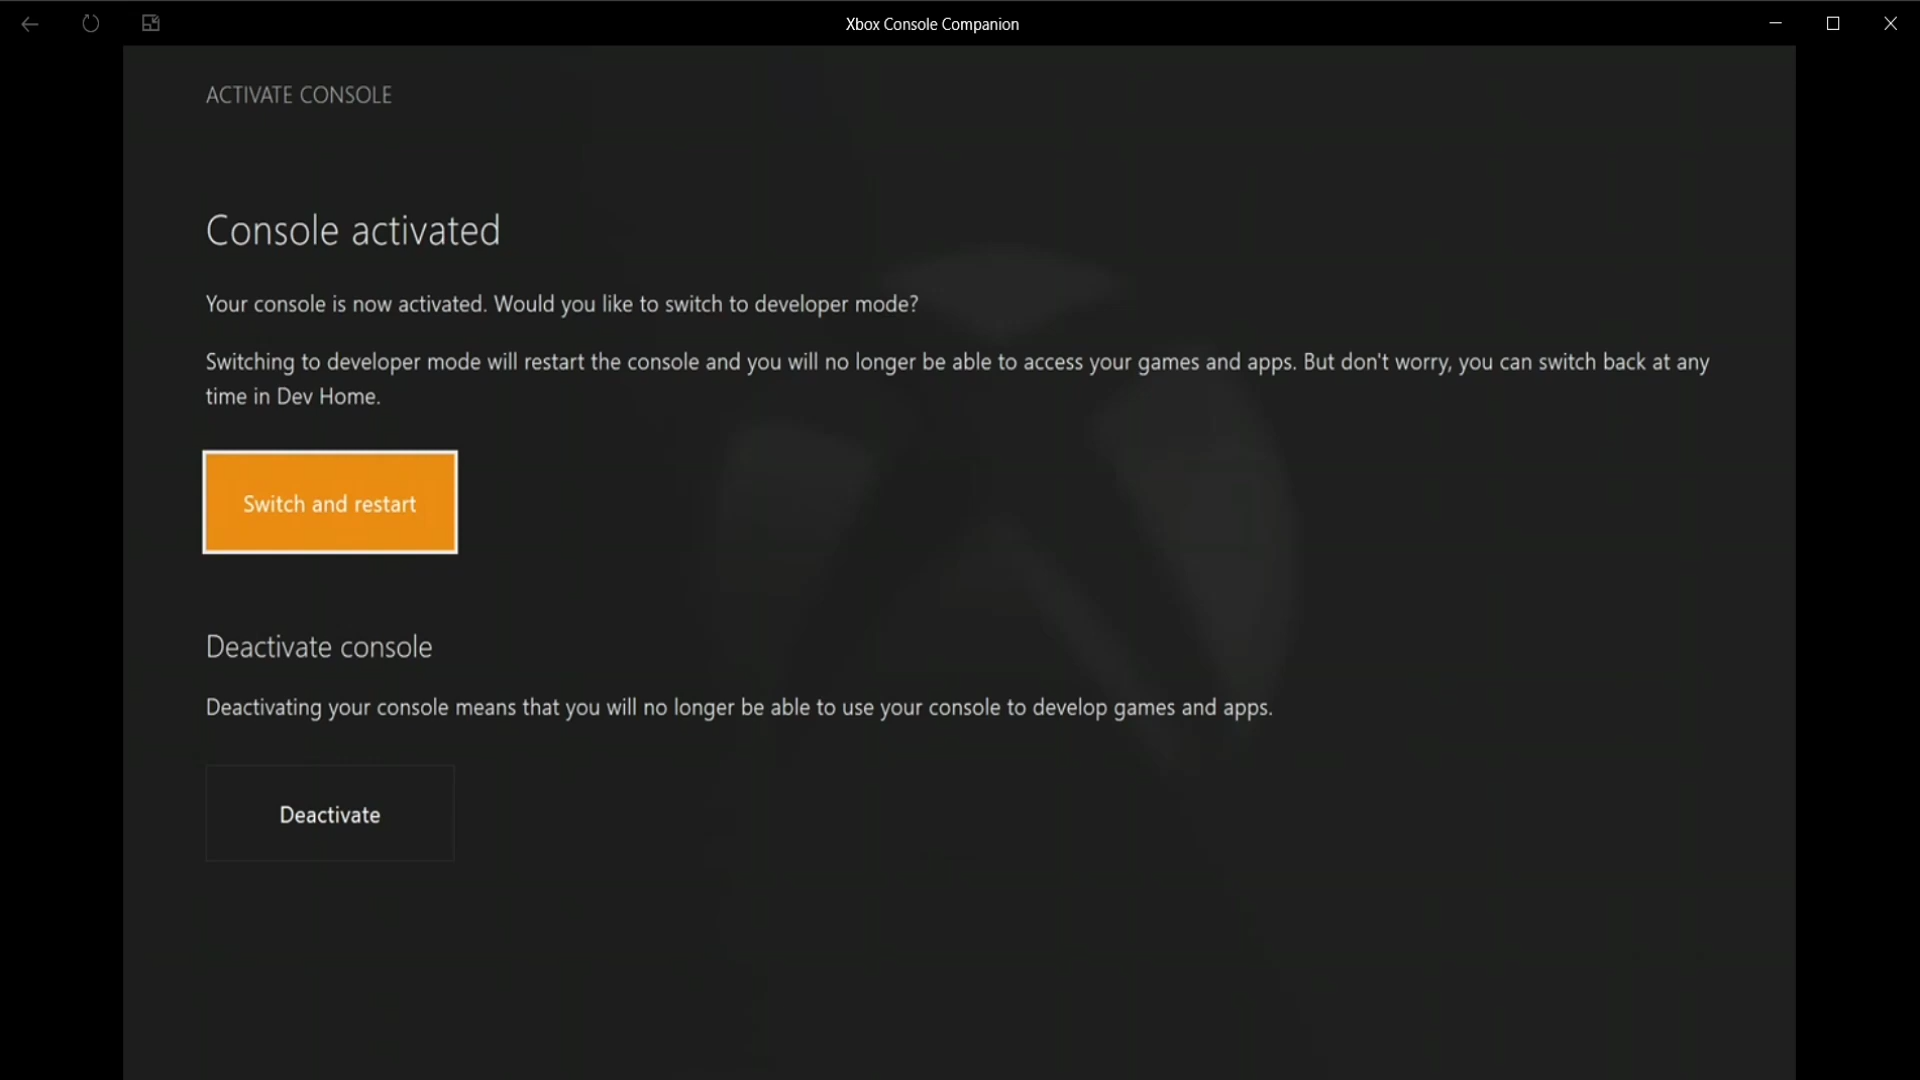 Xbox Console Companion
ACTIVATE CONSOLE
Console activated
Your console is now activated. Would you like to switch to developer mode?
Switching to developer mode will restart the console and you will no longer be able to access your games and apps. But don't worry, you can switch back at any
time in Dev Home.
Switch and restart
Deactivate console
Deactivating your console means that you will no longer be able to use your console to develop games and apps.
Deactivate